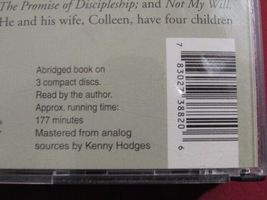 The Promise of Discipleship; and Not My Will,
He and his wife, Colleen, have four children
Abridged book on
3 compact discs.
Read by the author.
Approx. running time:
177 minutes
Mastered from analog
sources by Kenny Hodges
7 83027 38820 6